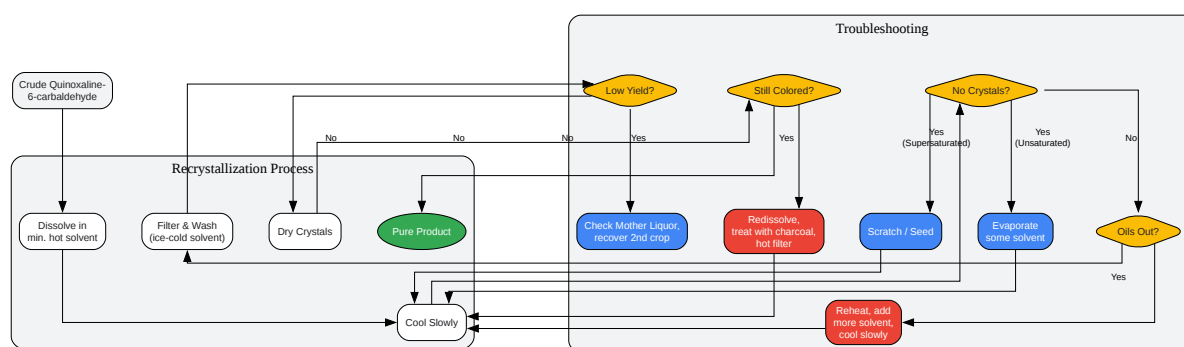 Troubleshooting
Crude Quinoxaline-
6-carbaldehyde
Low Yield?
Still Colored?
No Crystals?
No
No
No
Yes
Yes
Yes
(Supersaturated)
Yes
(Unsaturated)
No
Recrystallization Process
Dissolve in
min. hot solvent
Filter & Wash
(ice-cold solvent)
Dry Crystals
Pure Product
Check Mother Liquor,
recover 2nd crop
Redissolve,
treat with charcoal,
hot filter
Scratch / Seed
Evaporate
some solvent
Oils Out?
Yes
Cool Slowly
Reheat, add
more solvent,
cool slowly